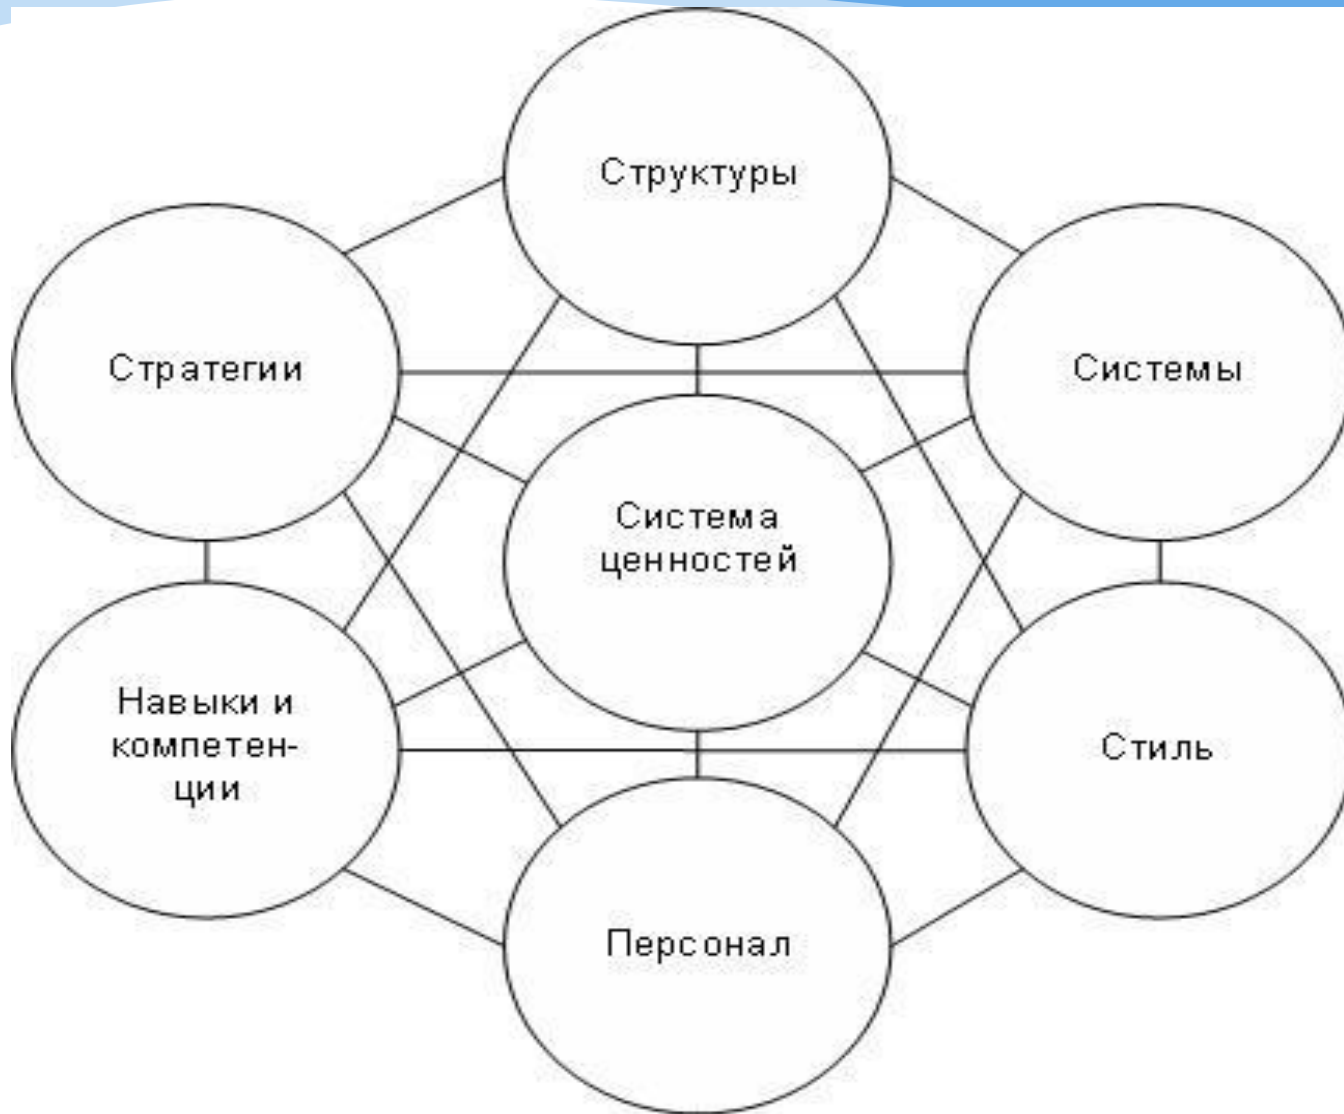 Структуры
Стратегии
Системы
Система
ценностей
Навыки и
компетен-
ции
Стиль
Персонал